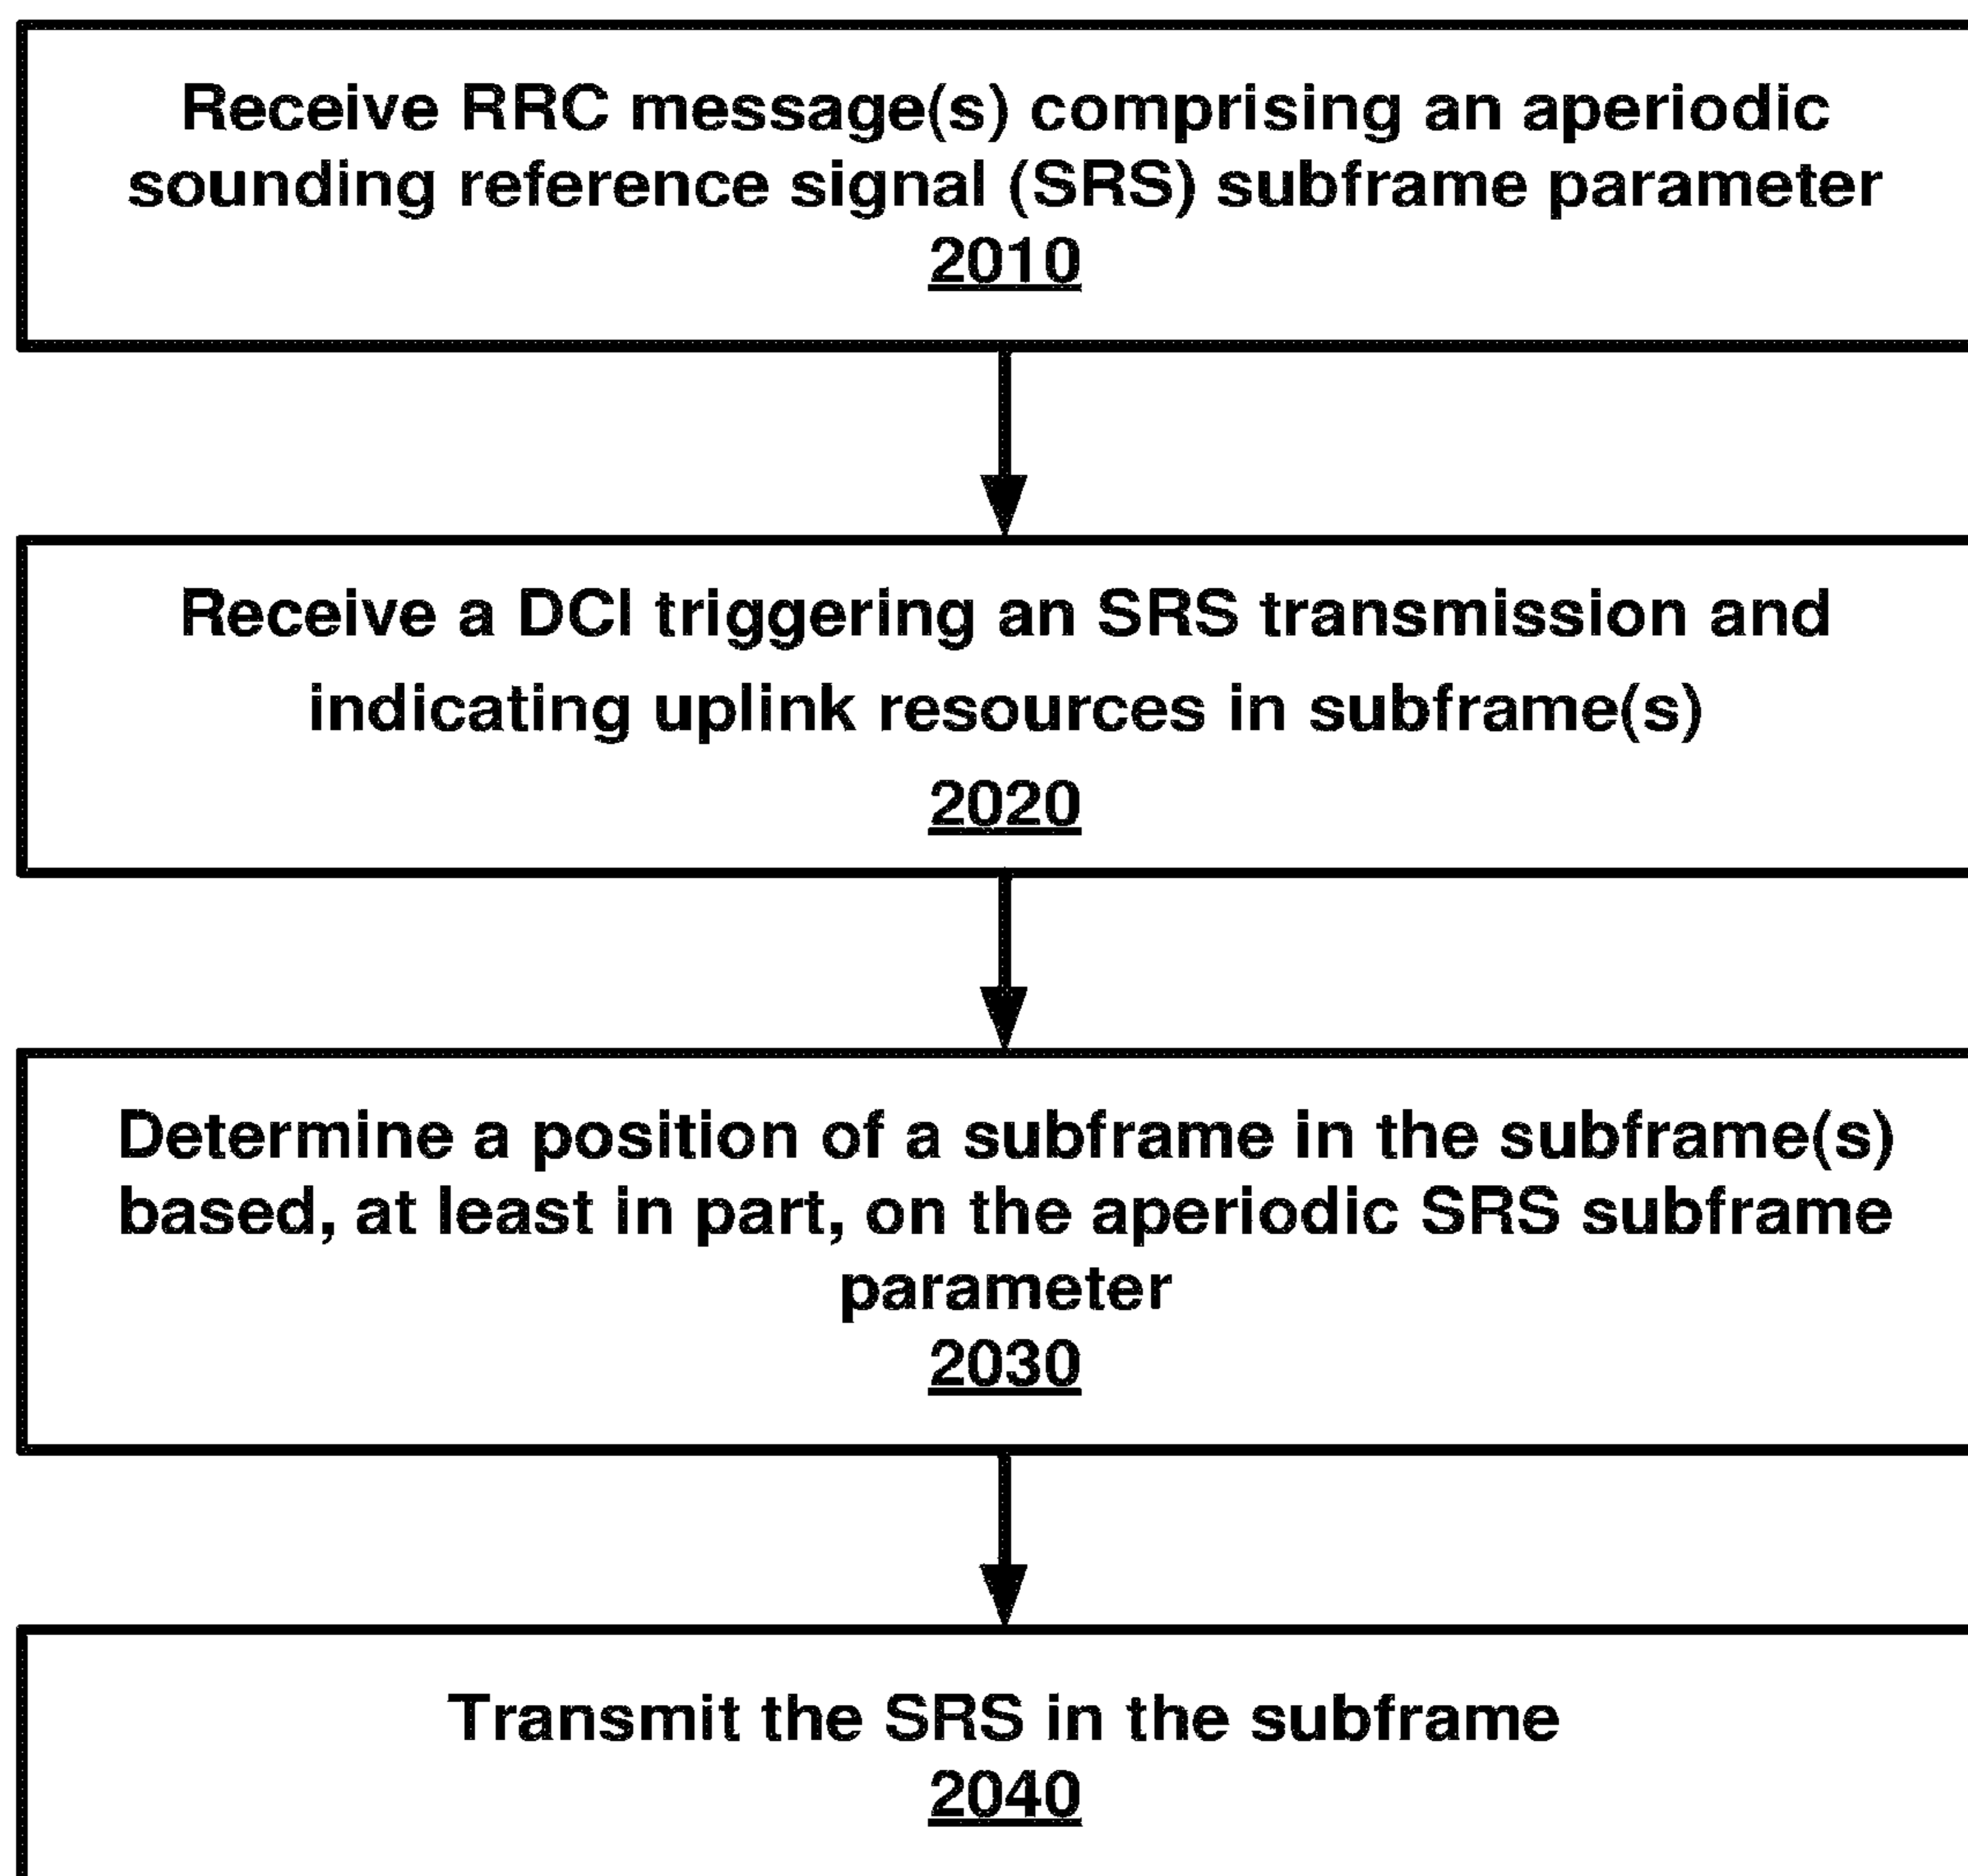 Receive RRC message(s) comprising an aperiodic
sounding reference signal (SRS) subframe parameter
2010
Receive a DCI triggering an SRS transmission and
indicating uplink resources in subframe(s)
2020
Determine a position of a subframe in the subframe(s)
based, at least in part, on the aperiodic SRS subframe
parameter
2030
Transmit the SRS in the subframe
2040